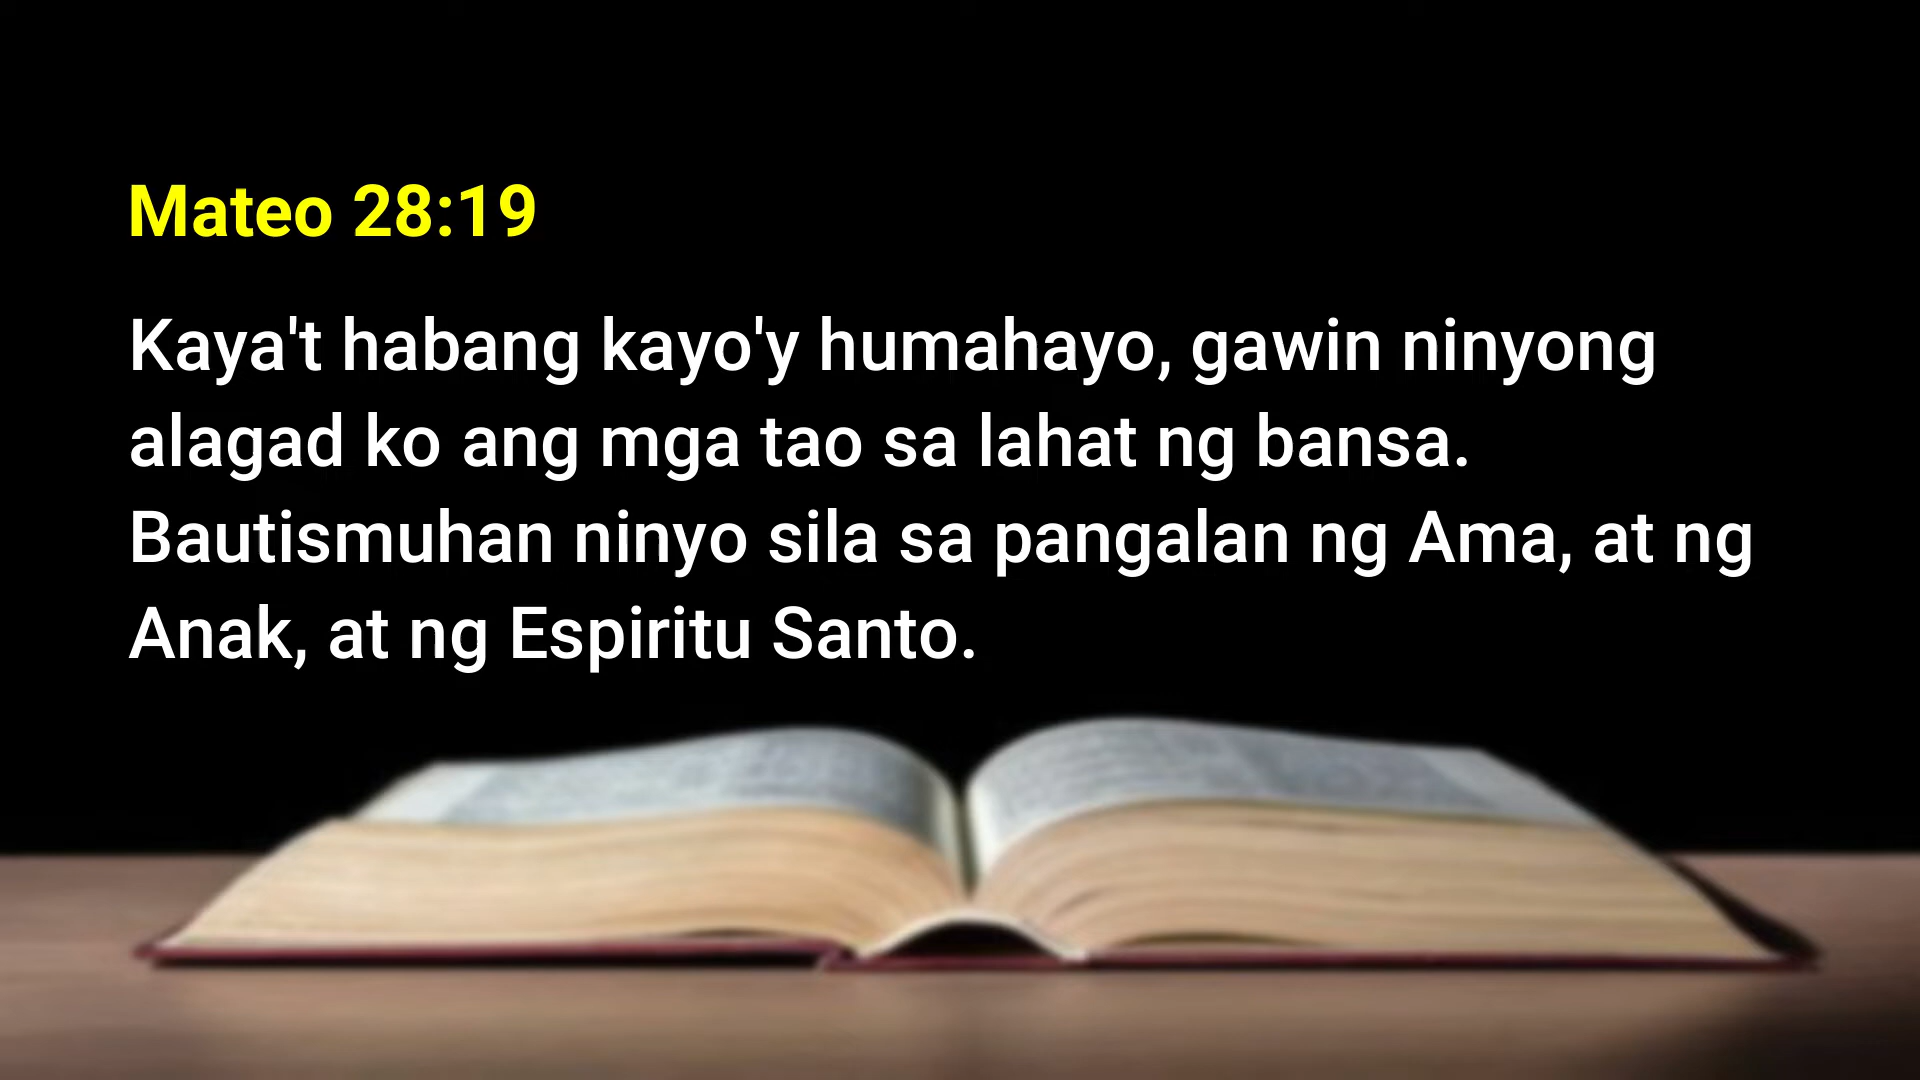 Mateo 28:19
Kaya't habang kayo'y humahayo, gawin ninyong
alagad ko ang mga tao sa lahat ng bansa.
Bautismuhan ninyo sila sa pangalan ng Ama, at ng
Anak, at ng Espiritu Santo.